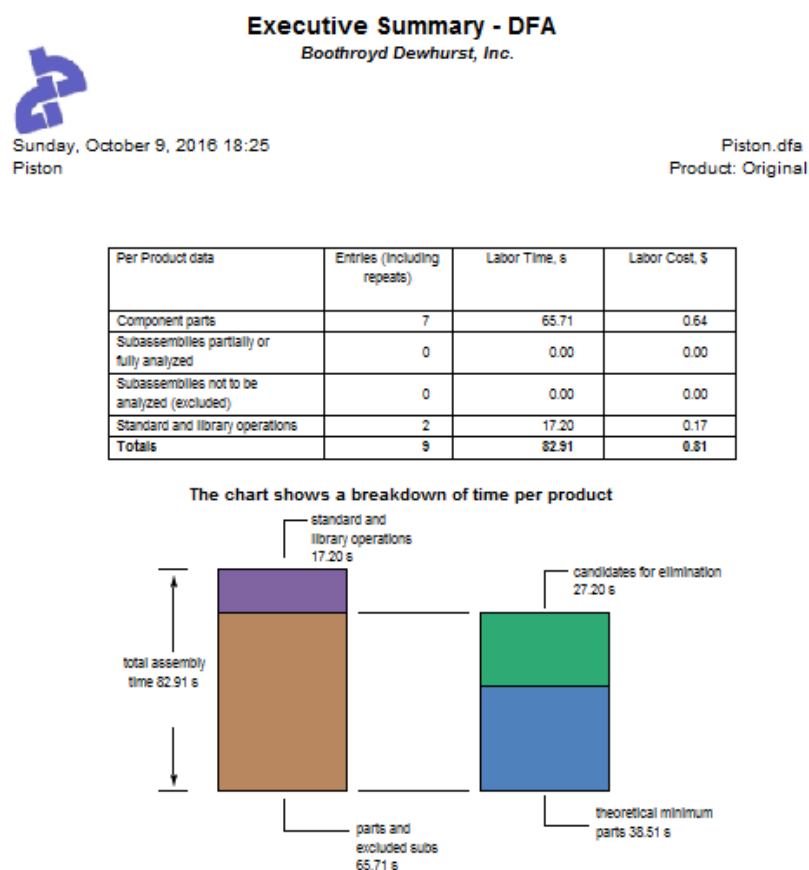 Executive Summary - DFA
Boothroyd Dewhurst, Inc.
Sunday, October 9, 2016 18:25
Piston.dfa
Piston
Product: Original
Per Product data
Entries (including repeats)
Labor Time, s
Labor Cost, $
Component parts 7 65.71 0.64
Subassemblies partially or
fully analyzed 0 0.00 0.00
Subassemblies not to be
analyzed (excluded) 0 0.00 0.00
Standard and library operations 2 17.20 0.17
Totals 9 82.91 0.81
The chart shows a breakdown of time per product
standard and
library operations
17.20 s
candidates for elimination
27.20 s
total assembly
time 82.91 s
theoretical minimum
parts 38.51 s
parts and
excluded subs
65.71 s